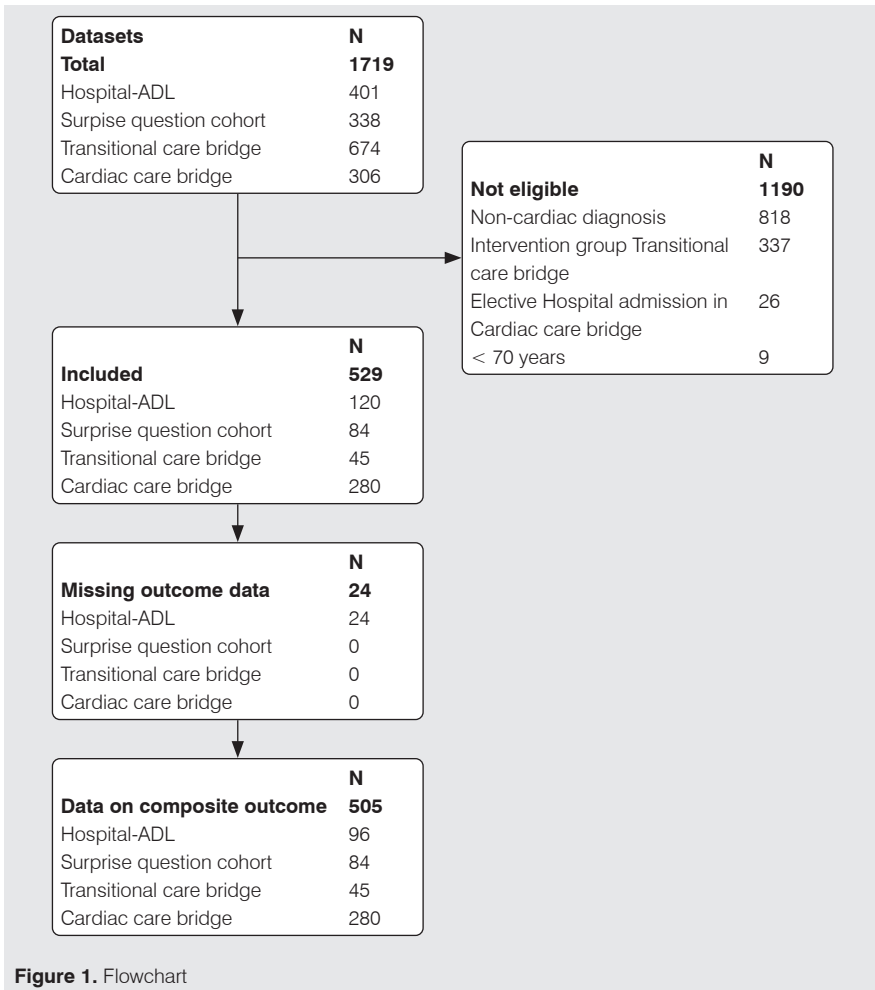 Datasets N
Total 1719
Hospital-ADL 401
Surpise question cohort 338
Transitional care bridge 674
Cardiac care bridge 306
N
Not eligible 1190
Non-cardiac diagnosis 818
Intervention group Transitional 337
care bridge
Elective Hospital admission in 26
Cardiac care bridge
< 70 years 9
N
Included 529
Hospital-ADL 120
Surprise question cohort 84
Transitional care bridge 45
Cardiac care bridge 280
N
Missing outcome data 24
Hospital-ADL 24
Surprise question cohort 0
Transitional care bridge 0
Cardiac care bridge 0
N
Data on composite outcome 505
Hospital-ADL 96
Surprise question cohort 84
Transitional care bridge 45
Cardiac care bridge 280
Figure 1. Flowchart